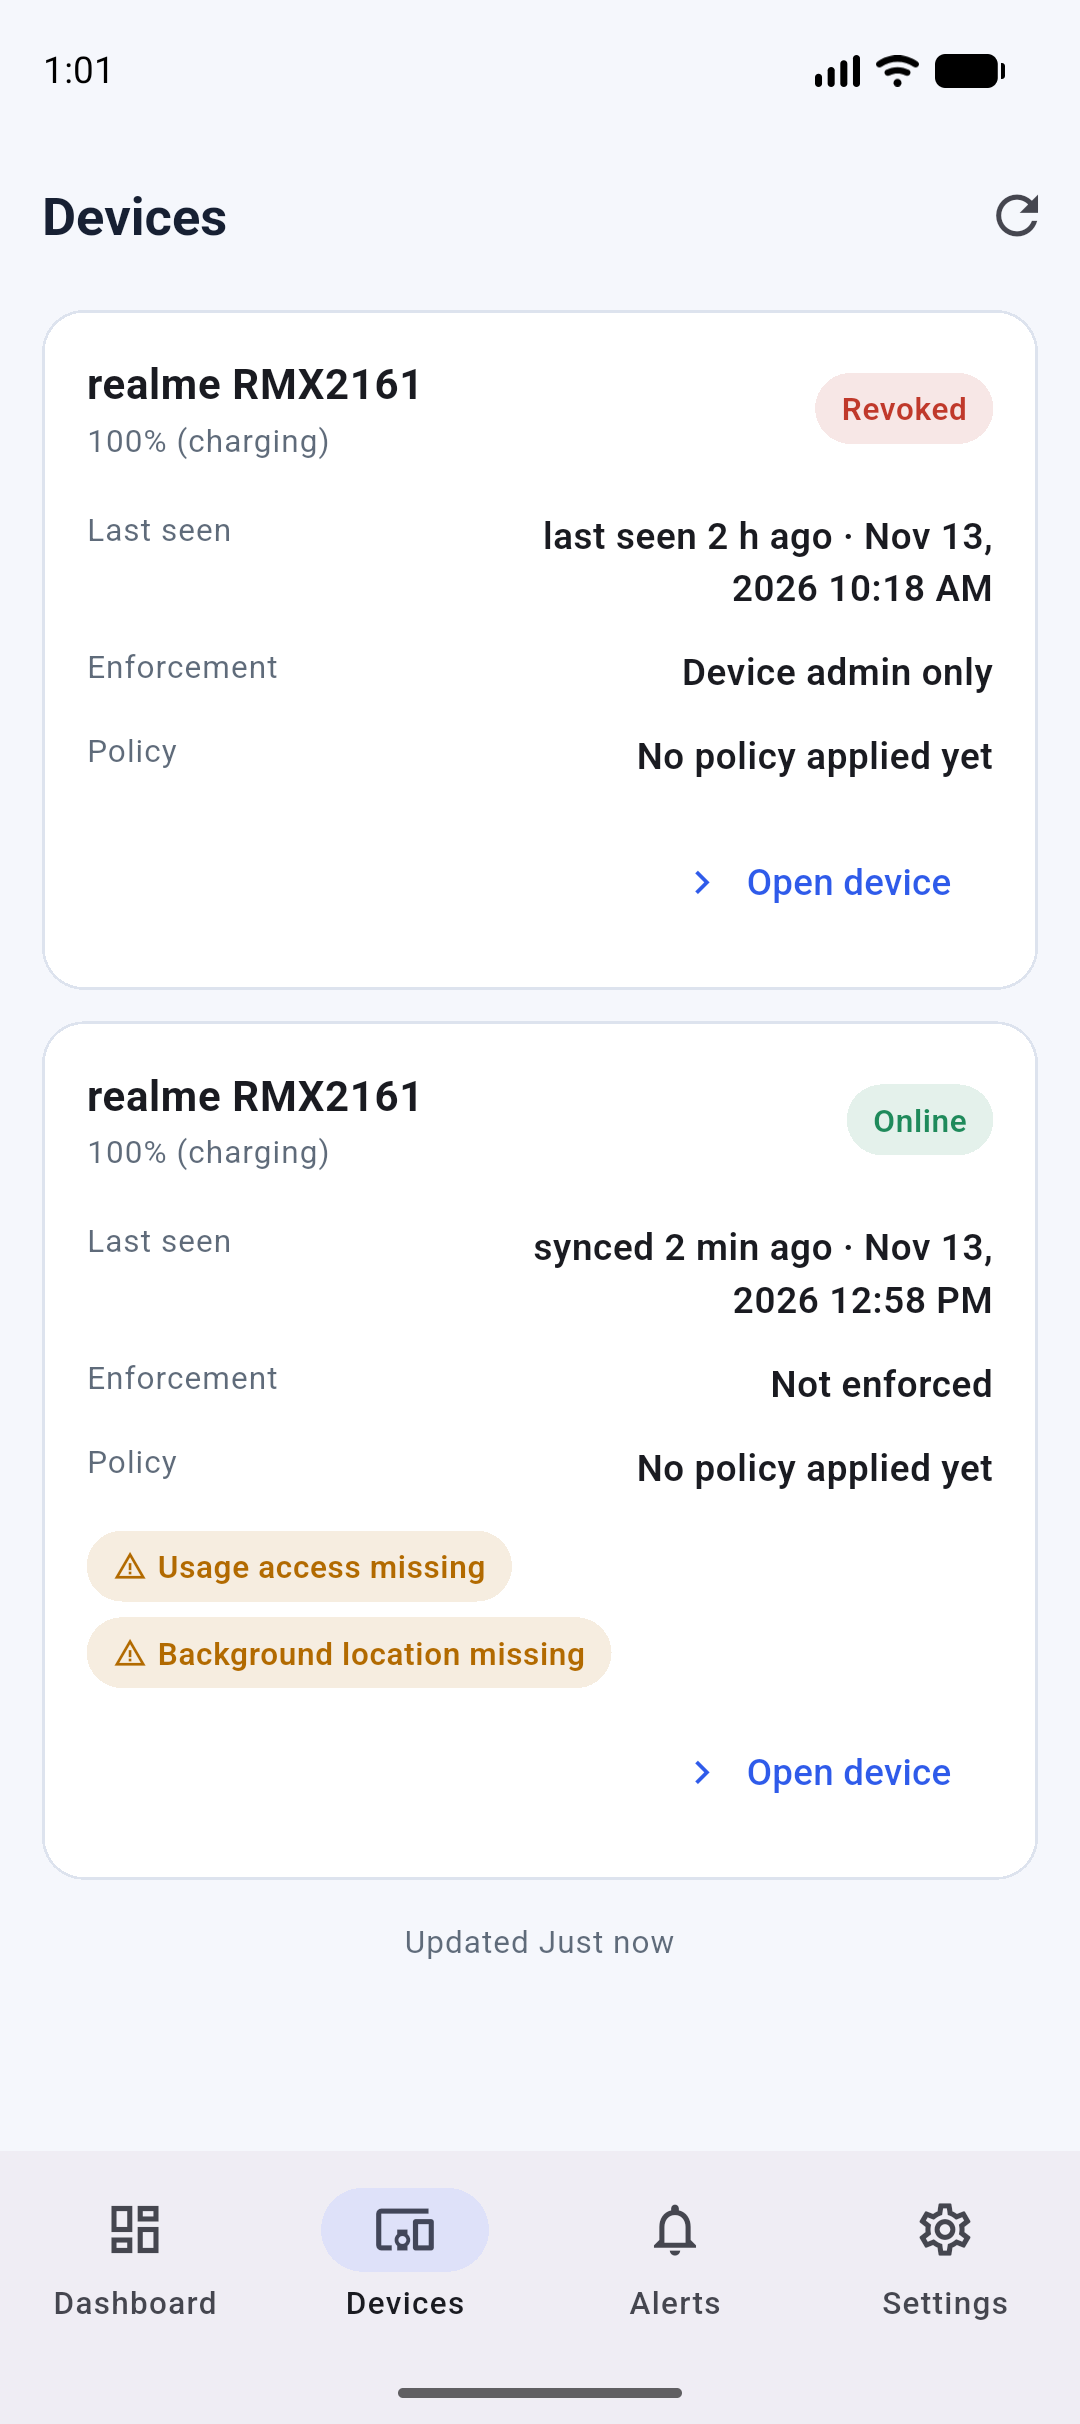 1:01
Devices
realme RMX2161
Revoked
100% (charging)
Last seen
last seen 2 h ago · Nov 13,
2026 10:18 AM
Enforcement
Device admin only
Policy
No policy applied yet
Open device
realme RMX2161
Online
100% (charging)
Last seen
synced 2 min ago · Nov 13,
2026 12:58 PM
Enforcement
Not enforced
Policy
No policy applied yet
Usage access missing
Background location missing
Open device
Updated Just now
Dashboard
Devices
Alerts
Settings